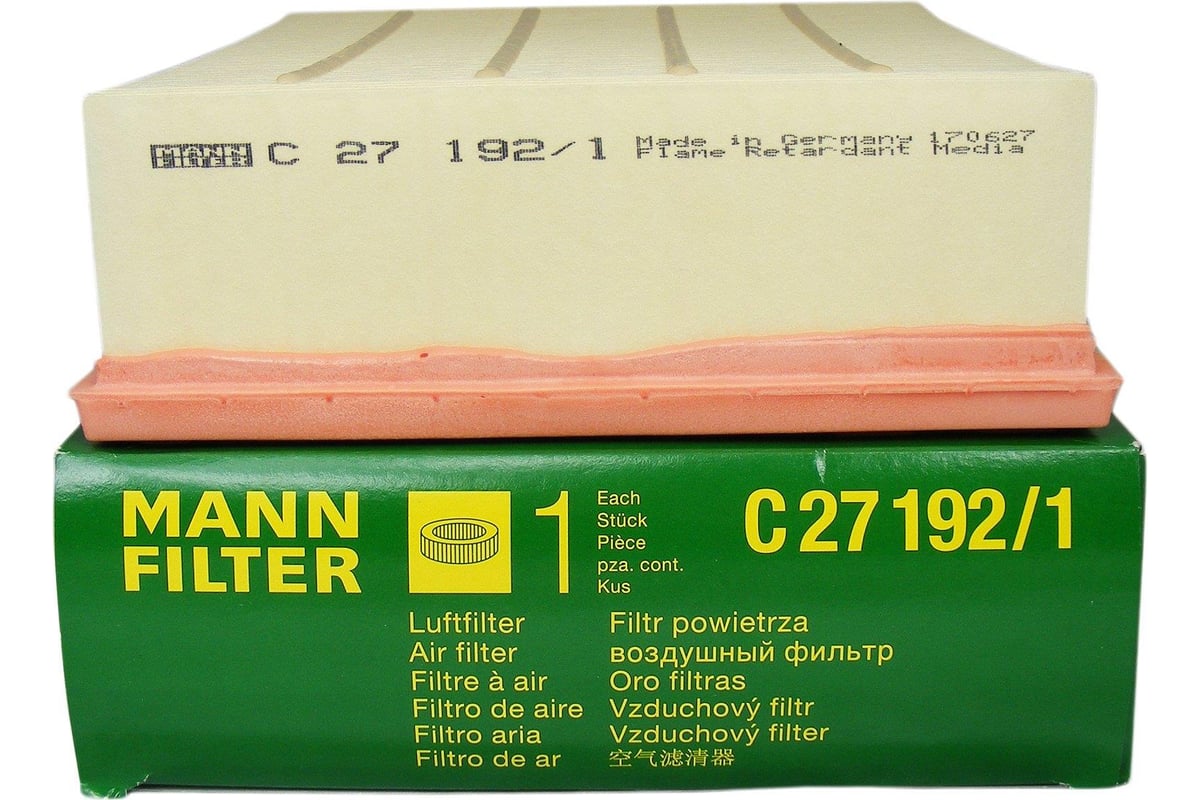 MANN C 27 192/1 Made in Germany 170627
Flame Retardant Media
MANN
FILTER
1
Each
Stück
Pièce
pza. cont.
Kus
C 27 192/1
Luftfilter
Air filter
Filtre à air
Filtro de aire
Filtro aria
Filtro de ar
Filtr powietrza
воздушный фильтр
Oro filtras
Vzduchový filtr
Vzduchový filter
空气滤清器